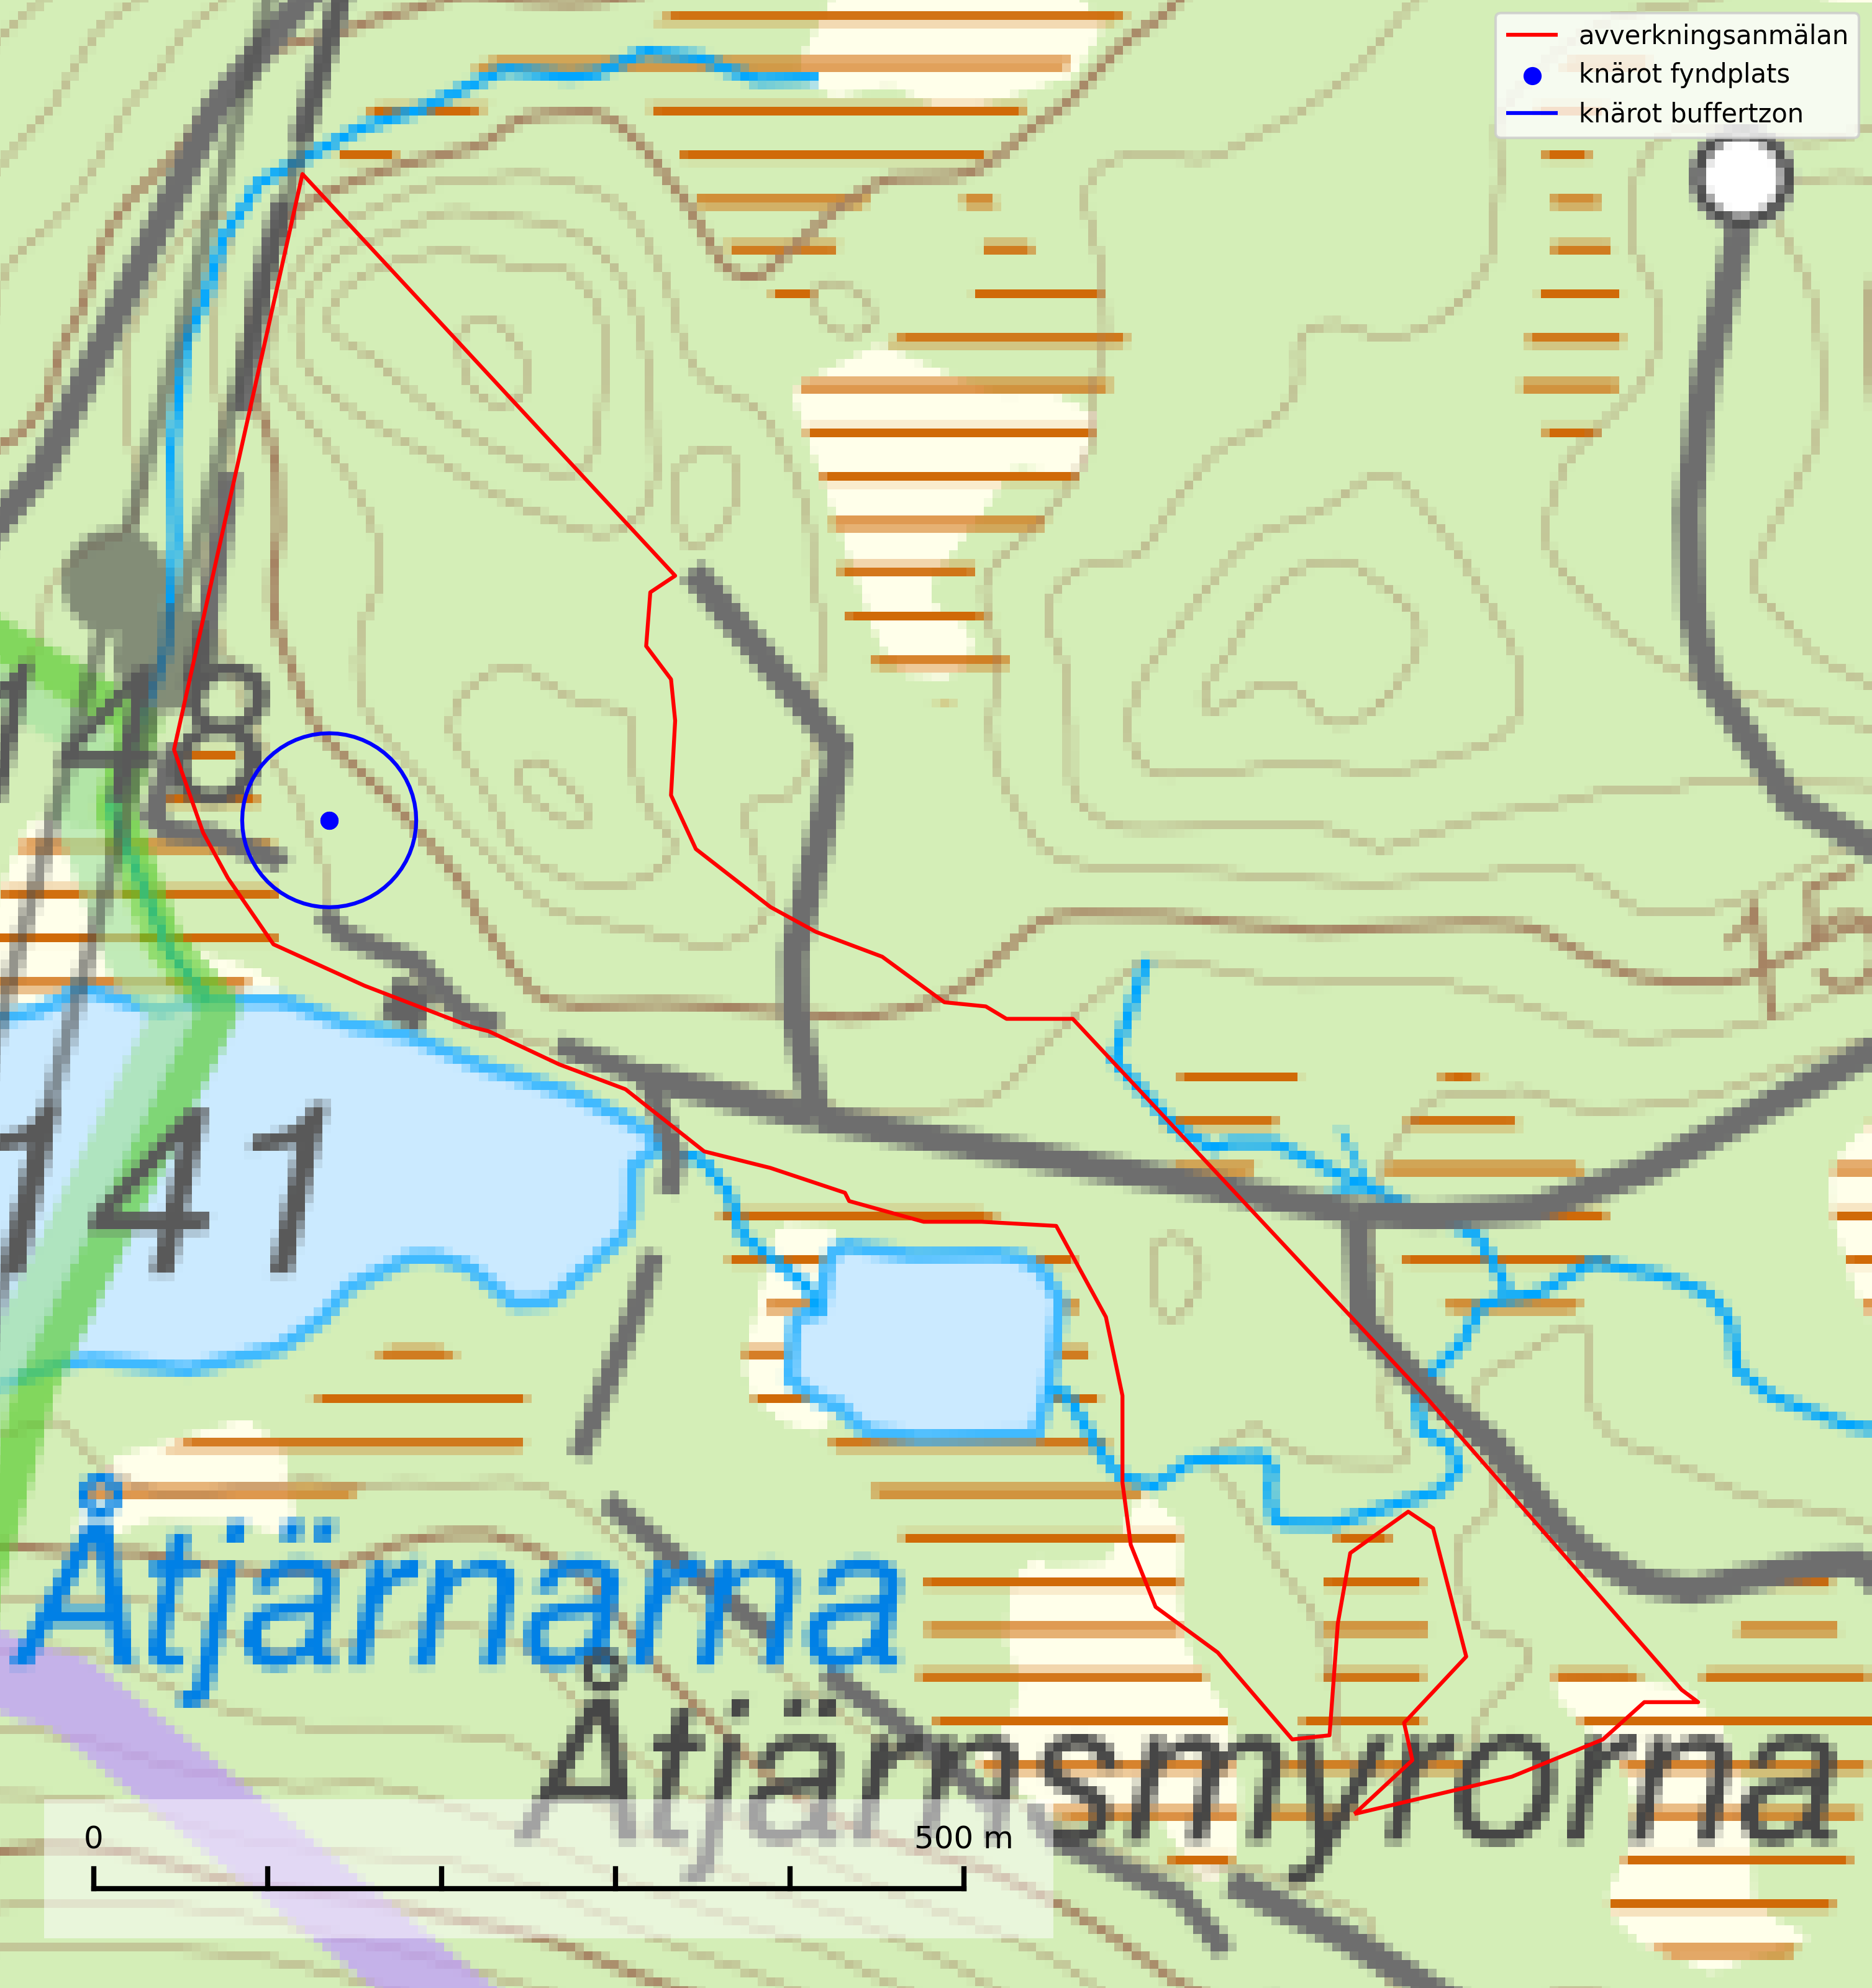 avverkningsanmälan
knärot fyndplats
knärot buffertzon
148
141
Åtjärnarna
Åtjärnsmyrorna
0 500 m